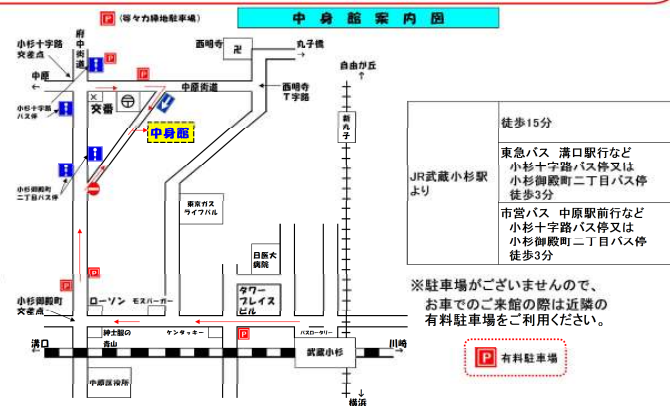 中身館案内図
P (等々力緑地駐車場)
小杉十字路
交差点
府中街道
西明寺
丸子橋
自由が丘
中原
中原街道
西明寺
T字路
小杉十字路
バス停
交番
中身館
新丸子
小杉御殿町
二丁目バス停
東京ガス
ライフバル
日医大
病院
タワー
プレイス
ビル
小杉御殿町
交差点
ローソン
モスバーガー
紳士服の
青山
ケンタッキー
P
バスロータリー
溝口
武蔵小杉
川崎
中原区役所
横浜
JR武蔵小杉駅
より
徒歩15分
東急バス 溝口駅行など
小杉十字路バス停又は
小杉御殿町二丁目バス停
徒歩3分
市営バス 中原駅前行など
小杉十字路バス停又は
小杉御殿町二丁目バス停
徒歩3分
※駐車場がございませんので、
お車でのご来館の際は近隣の
有料駐車場をご利用ください。
P 有料駐車場